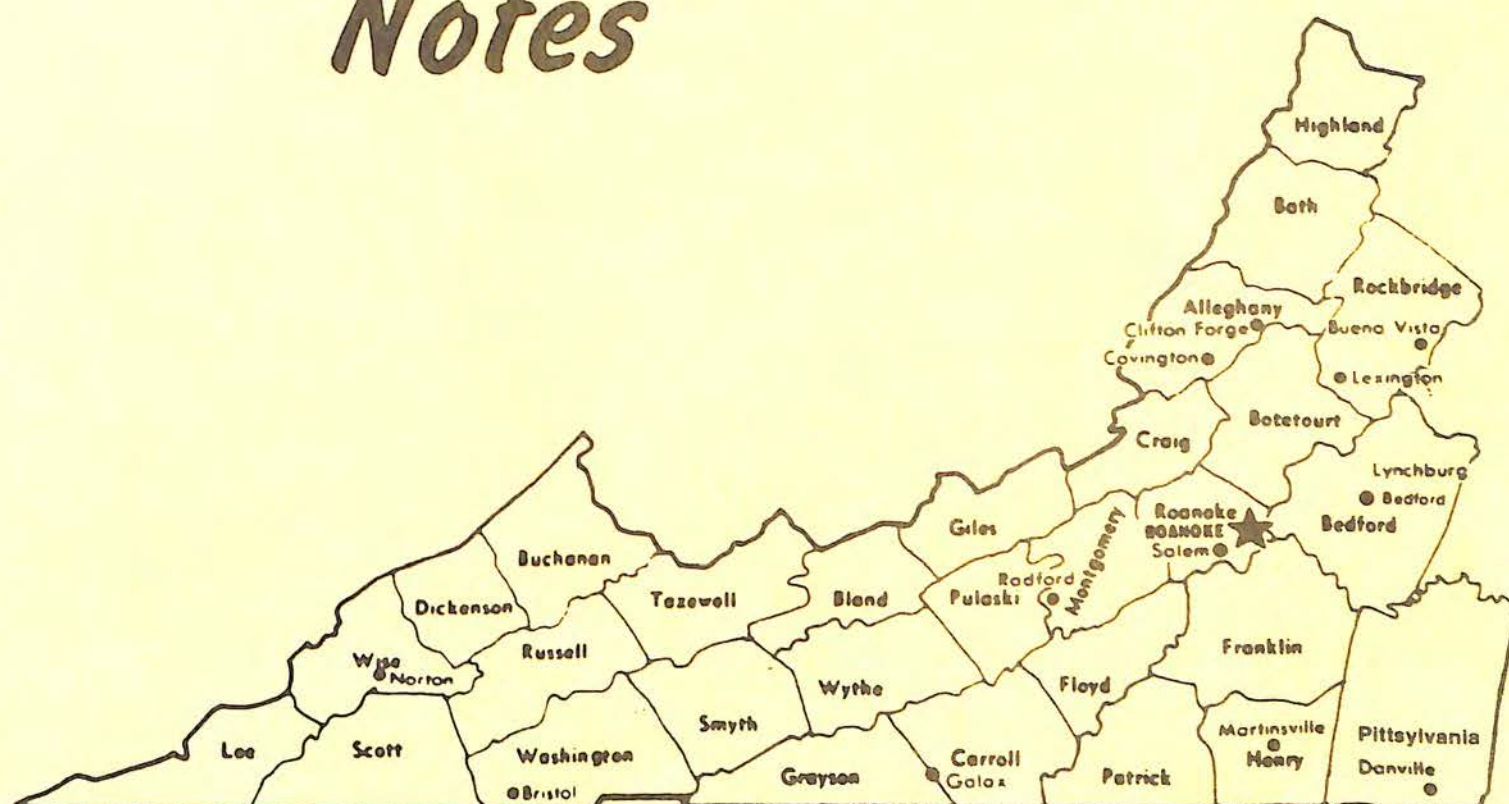 Notes
Highland
Bath
Rockbridge
Alleghany
Clifton Forge
Buena Vista
Covington
Lexington
Botetourt
Craig
Lynchburg
Bedford
Bedford
Roanoke
ROANOKE
Salem
Giles
Montgomery
Radford
Pulaski
Buchanan
Dickenson
Tazewell
Bland
Russell
Wise
Norton
Franklin
Floyd
Wythe
Smyth
Lee
Scott
Washington
Bristol
Grayson
Carroll
Galax
Patrick
Martinsville
Henry
Pittsylvania
Danville